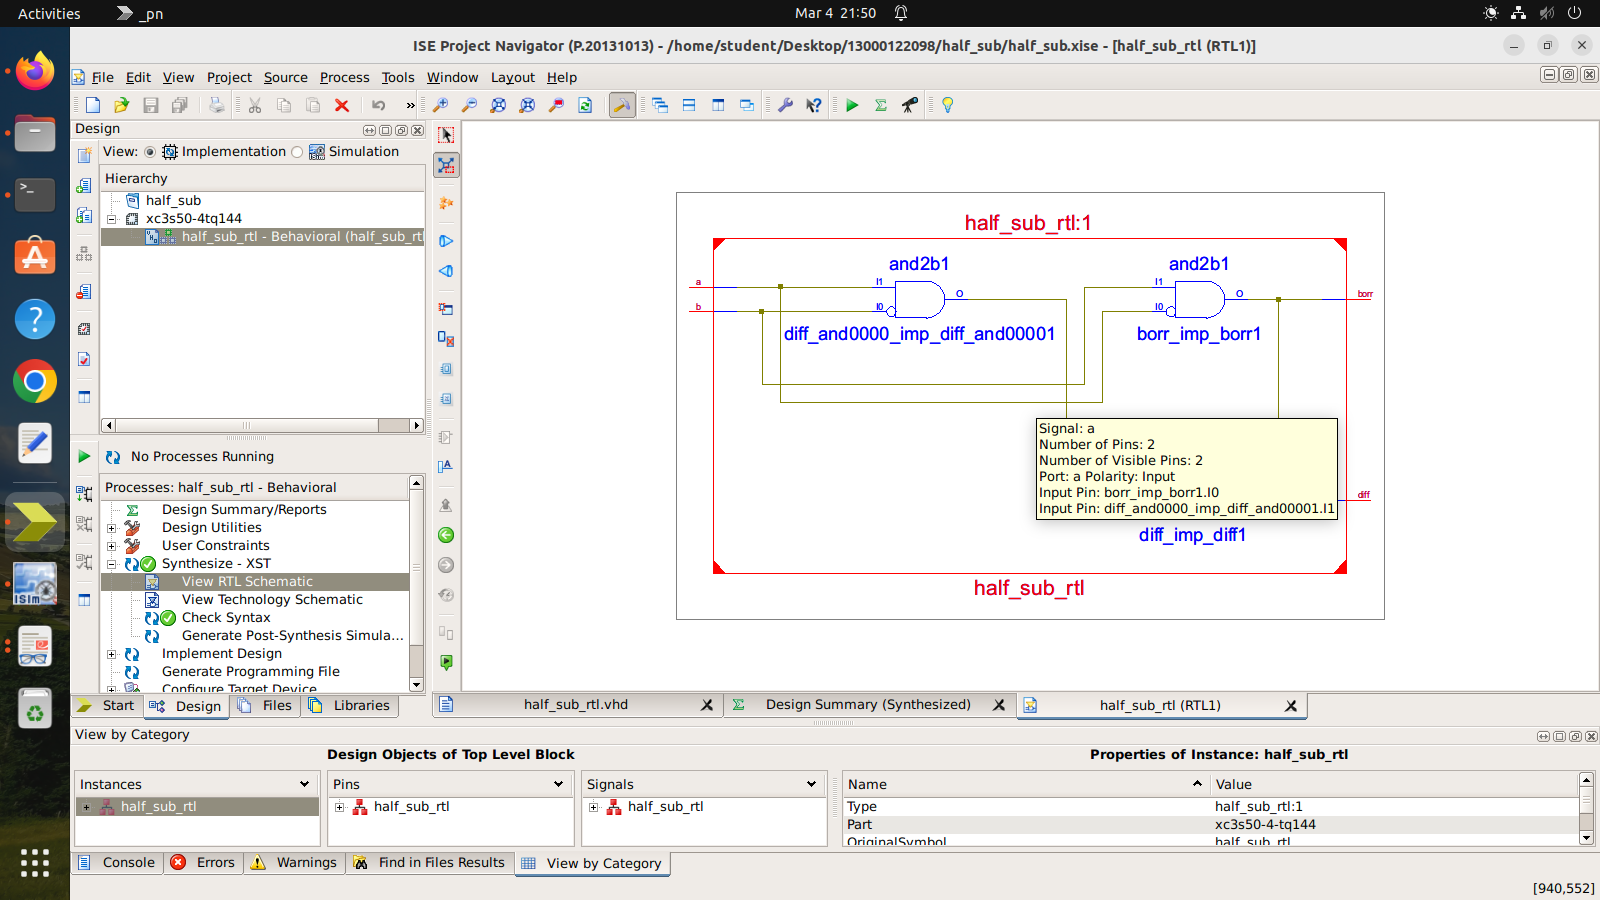 Activities
_pn
Mar 4 21:50
ISE Project Navigator (P.20131013) - /home/student/Desktop/13000122098/half_sub/half_sub.xise - [half_sub_rtl (RTL1)]
File Edit View Project Source Process Tools Window Layout Help
Design
View: Implementation Simulation
Hierarchy
half_sub
xc3s50-4tq144
half_sub_rtl - Behavioral (half_sub_rtl
No Processes Running
Processes: half_sub_rtl - Behavioral
Design Summary/Reports
Design Utilities
User Constraints
Synthesize - XST
View RTL Schematic
View Technology Schematic
Check Syntax
Generate Post-Synthesis Simula...
Implement Design
Generate Programming File
Configure Target Device
Start Design Files Libraries
half_sub_rtl:1
and2b1
and2b1
a
b
I1
I0
O
I1
I0
O
borr
diff_and0000_imp_diff_and00001
borr_imp_borr1
Signal: a
Number of Pins: 2
Number of Visible Pins: 2
Port: a Polarity: Input
Input Pin: borr_imp_borr1.I0
Input Pin: diff_and0000_imp_diff_and00001.I1
diff
diff_imp_diff1
half_sub_rtl
half_sub_rtl.vhd
Design Summary (Synthesized)
half_sub_rtl (RTL1)
View by Category
Design Objects of Top Level Block
Properties of Instance: half_sub_rtl
Instances
half_sub_rtl
Pins
half_sub_rtl
Signals
half_sub_rtl
Name Value
Type half_sub_rtl:1
Part xc3s50-4-tq144
OriginalSymbol half_sub_rtl
Console Errors Warnings Find in Files Results View by Category
[940,552]
ISim